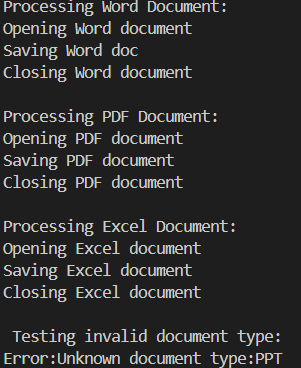 Processing Word Document:
Opening Word document
Saving Word doc
Closing Word document

Processing PDF Document:
Opening PDF document
Saving PDF document
Closing PDF document

Processing Excel Document:
Opening Excel document
Saving Excel document
Closing Excel document

 Testing invalid document type:
Error:Unknown document type:PPT